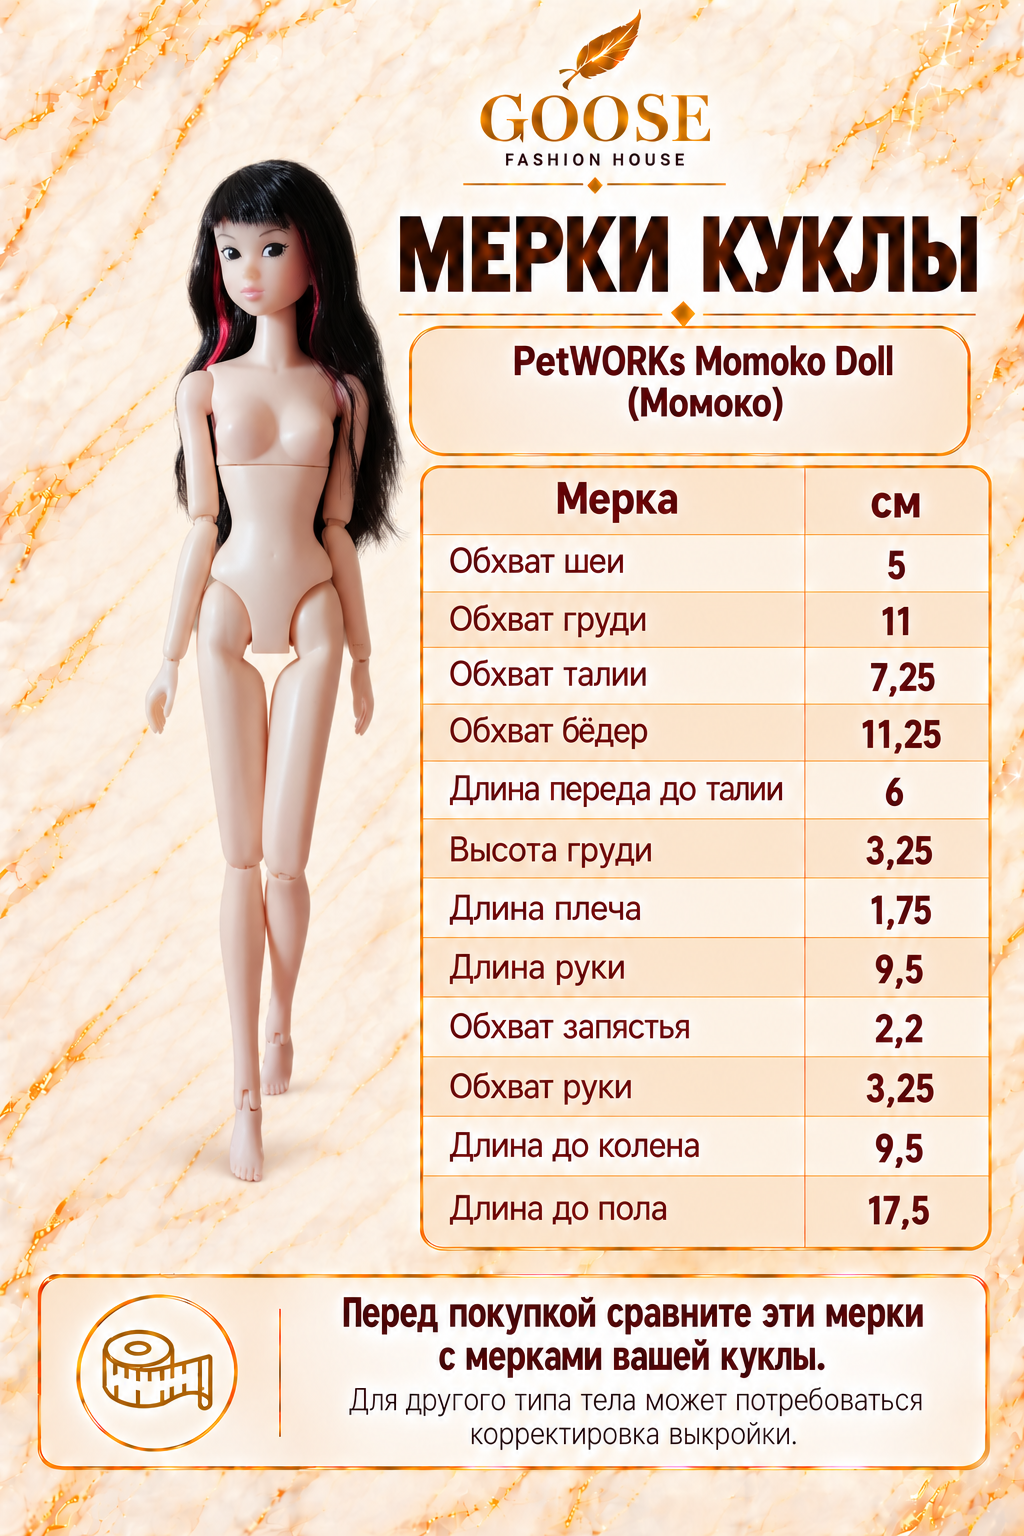 GOOSE
FASHION HOUSE
МЕРКИ КУКЛЫ
PetWORKs Momoko Doll
(Момоко)
Мерка см
Обхват шеи 5
Обхват груди 11
Обхват талии 7,25
Обхват бёдер 11,25
Длина переда до талии 6
Высота груди 3,25
Длина плеча 1,75
Длина руки 9,5
Обхват запястья 2,2
Обхват руки 3,25
Длина до колена 9,5
Длина до пола 17,5
Перед покупкой сравните эти мерки
с мерками вашей куклы.
Для другого типа тела может потребоваться
корректировка выкройки.